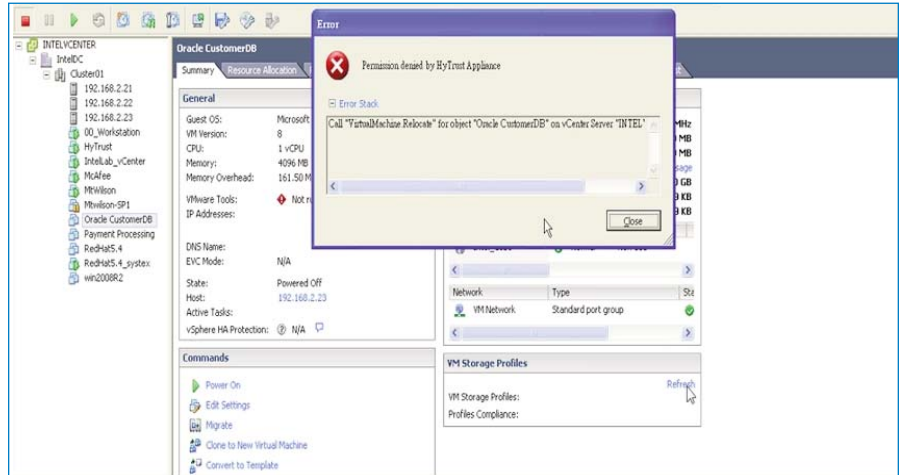 Error
Permission denied by HyTrust Appliance
Error Stack
Call "VirtualMachine.Relocate" for object "Oracle CustomerDB" on vCenter Server "INTEL'
Close
INTELVCENTER
IntelDC
Cluster01
192.168.2.21
192.168.2.22
192.168.2.23
00_Workstation
HyTrust
IntelLab_vCenter
McAfee
MtWilson
Mtwilson-SP1
Oracle CustomerDB
Payment Processing
RedHat5.4
RedHat5.4_systex
win2008R2
Oracle CustomerDB
Summary Resource Allocation
General
Guest OS: Microsoft
VM Version: 8
CPU: 1 vCPU
Memory: 4096 MB
Memory Overhead: 161.50 M
VMware Tools: Not ru
IP Addresses:
DNS Name:
EVC Mode: N/A
State: Powered Off
Host: 192.168.2.23
Active Tasks:
vSphere HA Protection: N/A
Commands
Power On
Edit Settings
Migrate
Clone to New Virtual Machine
Convert to Template
MHz
MB
MB
GB
KB
KB
Network Type Sta
VM Network Standard port group
VM Storage Profiles
Refresh
VM Storage Profiles:
Profiles Compliance: